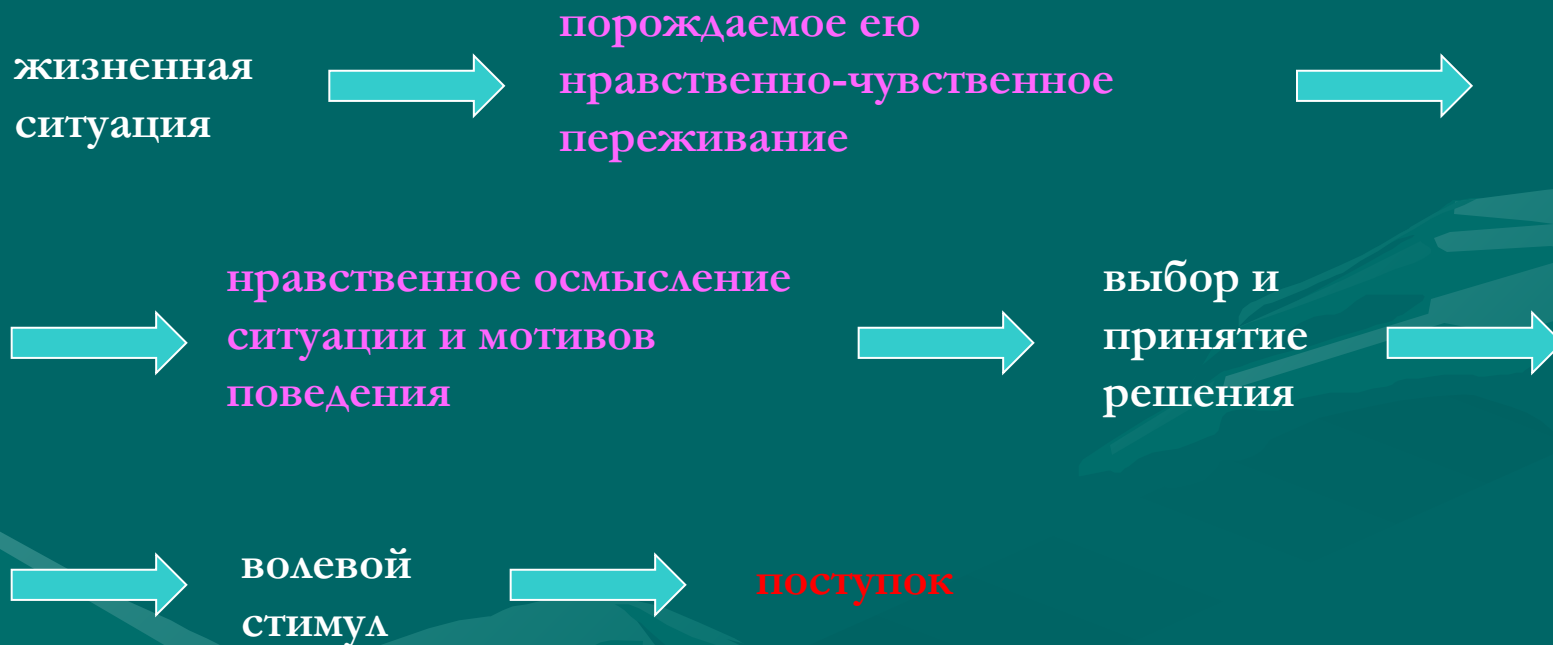 жизненная
ситуация
порождаемое ею
нравственно-чувственное
переживание
нравственное осмысление
ситуации и мотивов
поведения
выбор и
принятие
решения
волевой
стимул
поступок